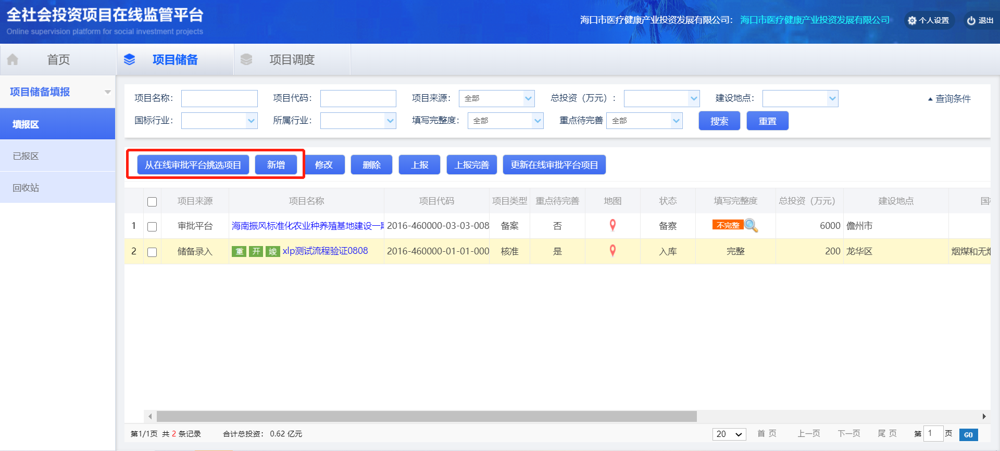 全社会投资项目在线监管平台
Online supervision platform for social investment projects
海口市医疗健康产业投资发展有限公司： 海口市医疗健康产业投资发展有限公司 个人设置 退出
首页 项目储备 项目调度
项目储备填报
填报区
已报区
回收站
项目名称： 项目代码： 项目来源： 全部 总投资（万元）： 建设地点： 查询条件
国标行业： 所属行业： 填写完整度： 全部 重点待完善 全部 搜索 重置
从在线审批平台挑选项目 新增 修改 删除 上报 上报完善 更新在线审批平台项目
项目来源 项目名称 项目代码 项目类型 重点待完善 地图 状态 填写完整度 总投资（万元） 建设地点 国
1 审批平台 海南振风标准化农业种养殖基地建设一期 2016-460000-03-03-008 备案 否 备察 不完整 6000 儋州市
2 储备录入 重 开 竣 xlp测试流程验证0808 2016-460000-01-01-000 核准 是 入库 完整 200 龙华区 烟煤和无烟
第1/1页 共 2 条记录 合计总投资： 0.62 亿元 20 首 页 上一页 下一页 尾 页 第 1 页 GO